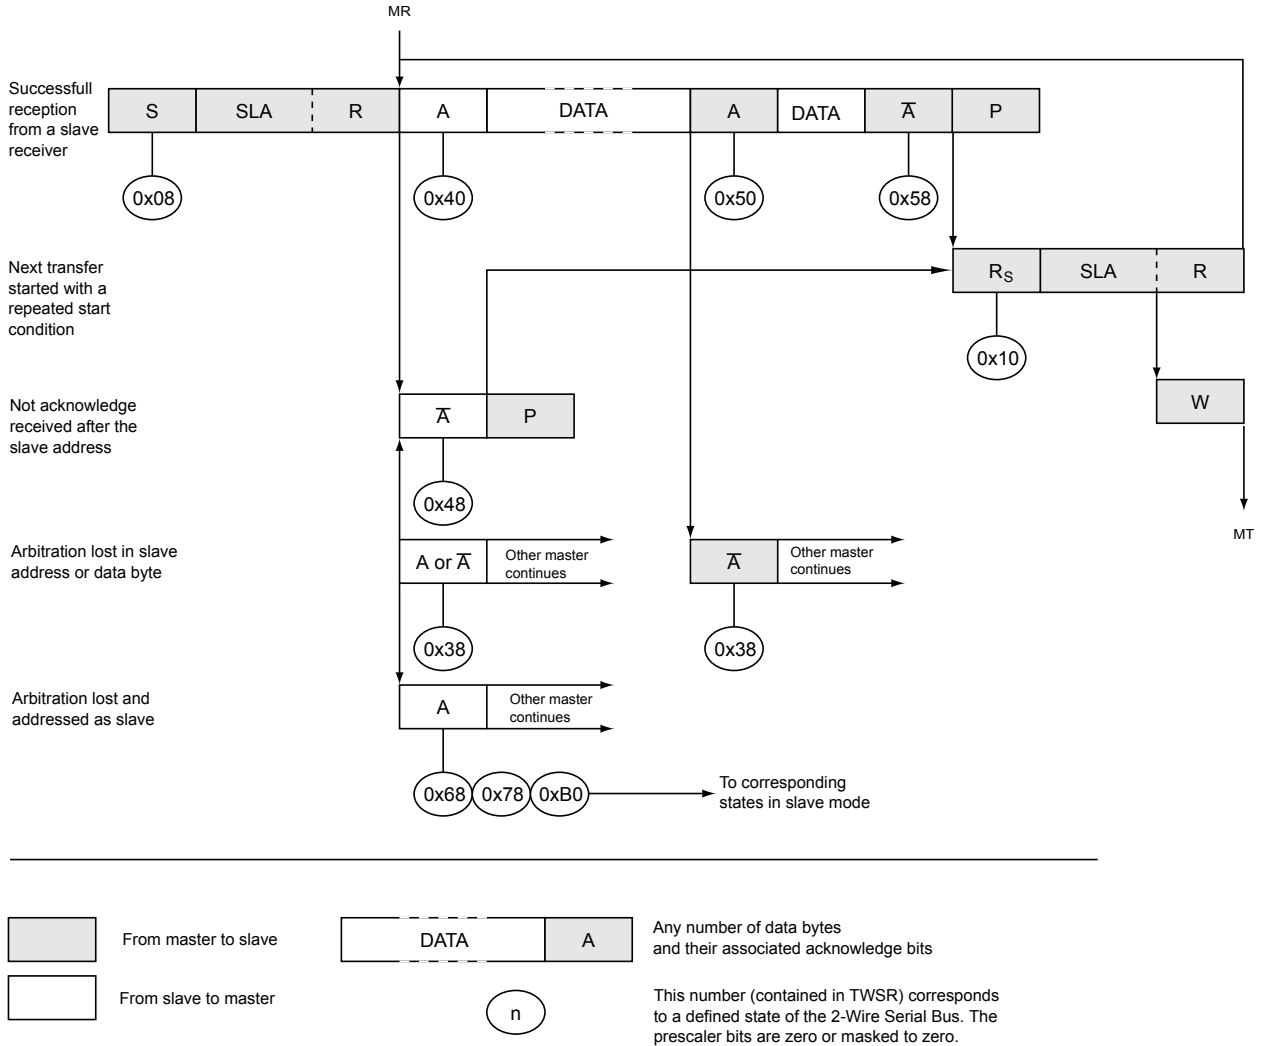 MR
Successfull
reception
from a slave
receiver
S SLA R A DATA A DATA A̅ P
0x08 0x40 0x50 0x58
Next transfer
started with a
repeated start
condition
RS SLA R
0x10
Not acknowledge
received after the
slave address
A̅ P
W
0x48
MT
Arbitration lost in slave
address or data byte
A or A̅ Other master
continues
A̅ Other master
continues
0x38 0x38
Arbitration lost and
addressed as slave
A Other master
continues
0x68 0x78 0xB0
To corresponding
states in slave mode
From master to slave
DATA A
Any number of data bytes
and their associated acknowledge bits
From slave to master
n
This number (contained in TWSR) corresponds
to a defined state of the 2-Wire Serial Bus. The
prescaler bits are zero or masked to zero.